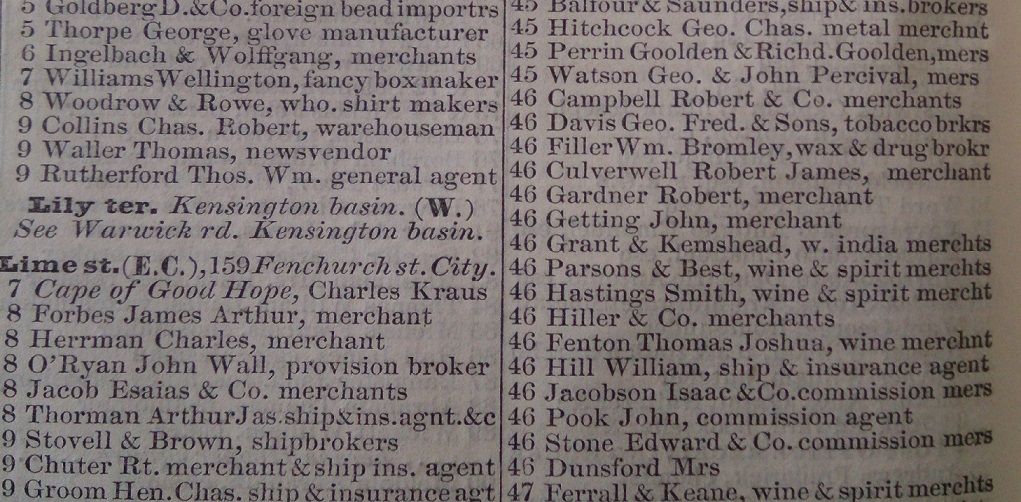 5 Goldberg D.&Co.foreign bead importrs
5 Thorpe George, glove manufacturer
6 Ingelbach & Wolffgang, merchants
7 Williams Wellington, fancy box maker
8 Woodrow & Rowe, who. shirt makers
9 Collins Chas. Robert, warehouseman
9 Waller Thomas, newsvendor
9 Rutherford Thos. Wm. general agent
Lily ter. Kensington basin. (W.)
See Warwick rd. Kensington basin.
Lime st.(E.C.), 159 Fenchurch st. City.
7 Cape of Good Hope, Charles Kraus
8 Forbes James Arthur, merchant
8 Herrman Charles, merchant
8 O'Ryan John Wall, provision broker
8 Jacob Esaias & Co. merchants
8 Thorman Arthur Jas.ship&ins.agnt.&c
9 Stovell & Brown, shipbrokers
9 Chuter Rt. merchant & ship ins. agent
9 Groom Hen. Chas. ship & insurance agt
45 Balfour & Saunders, ship & ins. brokers
45 Hitchcock Geo. Chas. metal merchnt
45 Perrin Goolden & Richd. Goolden, mers
45 Watson Geo. & John Percival, mers
46 Campbell Robert & Co. merchants
46 Davis Geo. Fred. & Sons, tobacco brkrs
46 Filler Wm. Bromley, wax & drug brokr
46 Culverwell Robert James, merchant
46 Gardner Robert, merchant
46 Getting John, merchant
46 Grant & Kemshead, w. india merchts
46 Parsons & Best, wine & spirit merchts
46 Hastings Smith, wine & spirit mercht
46 Hiller & Co. merchants
46 Fenton Thomas Joshua, wine merchnt
46 Hill William, ship & insurance agent
46 Jacobson Isaac & Co. commission mers
46 Pook John, commission agent
46 Stone Edward & Co. commission mers
46 Dunsford Mrs
47 Ferrall & Keane, wine & spirit merchts